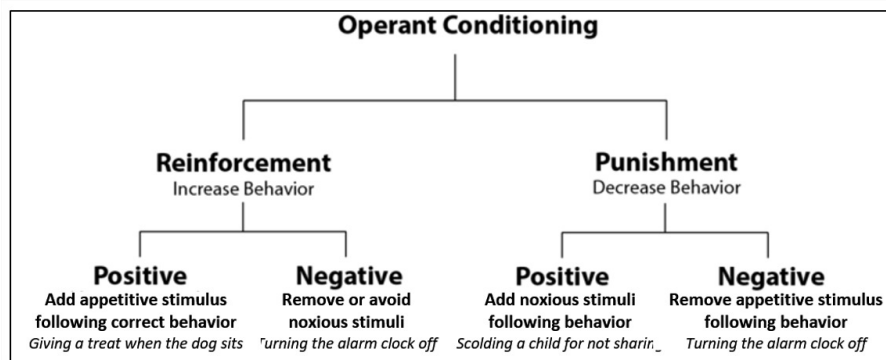 Operant Conditioning
Reinforcement
Increase Behavior
Punishment
Decrease Behavior
Positive
Add appetitive stimulus
following correct behavior
Giving a treat when the dog sits
Negative
Remove or avoid
noxious stimuli
Turning the alarm clock off
Positive
Add noxious stimuli
following behavior
Scolding a child for not sharing
Negative
Remove appetitive stimulus
following behavior
Turning the alarm clock off